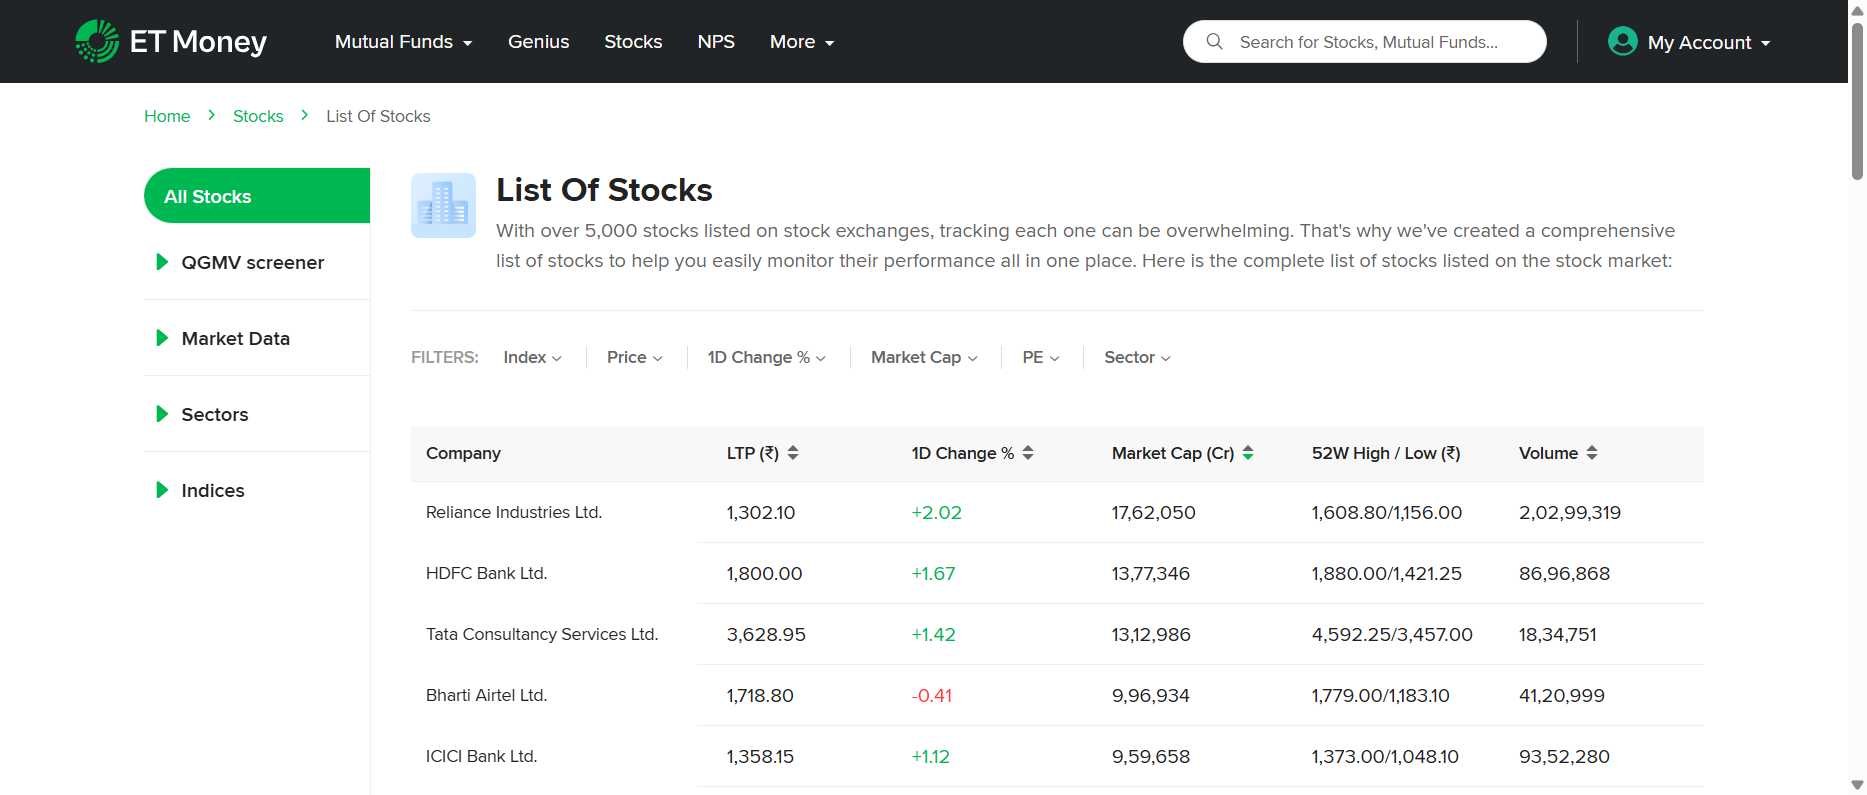 ET Money
Mutual Funds
Genius
Stocks
NPS
More
Search for Stocks, Mutual Funds...
My Account
Home > Stocks > List Of Stocks
All Stocks
QGMV screener
Market Data
Sectors
Indices
List Of Stocks
With over 5,000 stocks listed on stock exchanges, tracking each one can be overwhelming. That's why we've created a comprehensive
list of stocks to help you easily monitor their performance all in one place. Here is the complete list of stocks listed on the stock market:
FILTERS: Index Price 1D Change % Market Cap PE Sector
Company LTP (₹) 1D Change % Market Cap (Cr) 52W High / Low (₹) Volume
Reliance Industries Ltd. 1,302.10 +2.02 17,62,050 1,608.80/1,156.00 2,02,99,319
HDFC Bank Ltd. 1,800.00 +1.67 13,77,346 1,880.00/1,421.25 86,96,868
Tata Consultancy Services Ltd. 3,628.95 +1.42 13,12,986 4,592.25/3,457.00 18,34,751
Bharti Airtel Ltd. 1,718.80 -0.41 9,96,934 1,779.00/1,183.10 41,20,999
ICICI Bank Ltd. 1,358.15 +1.12 9,59,658 1,373.00/1,048.10 93,52,280